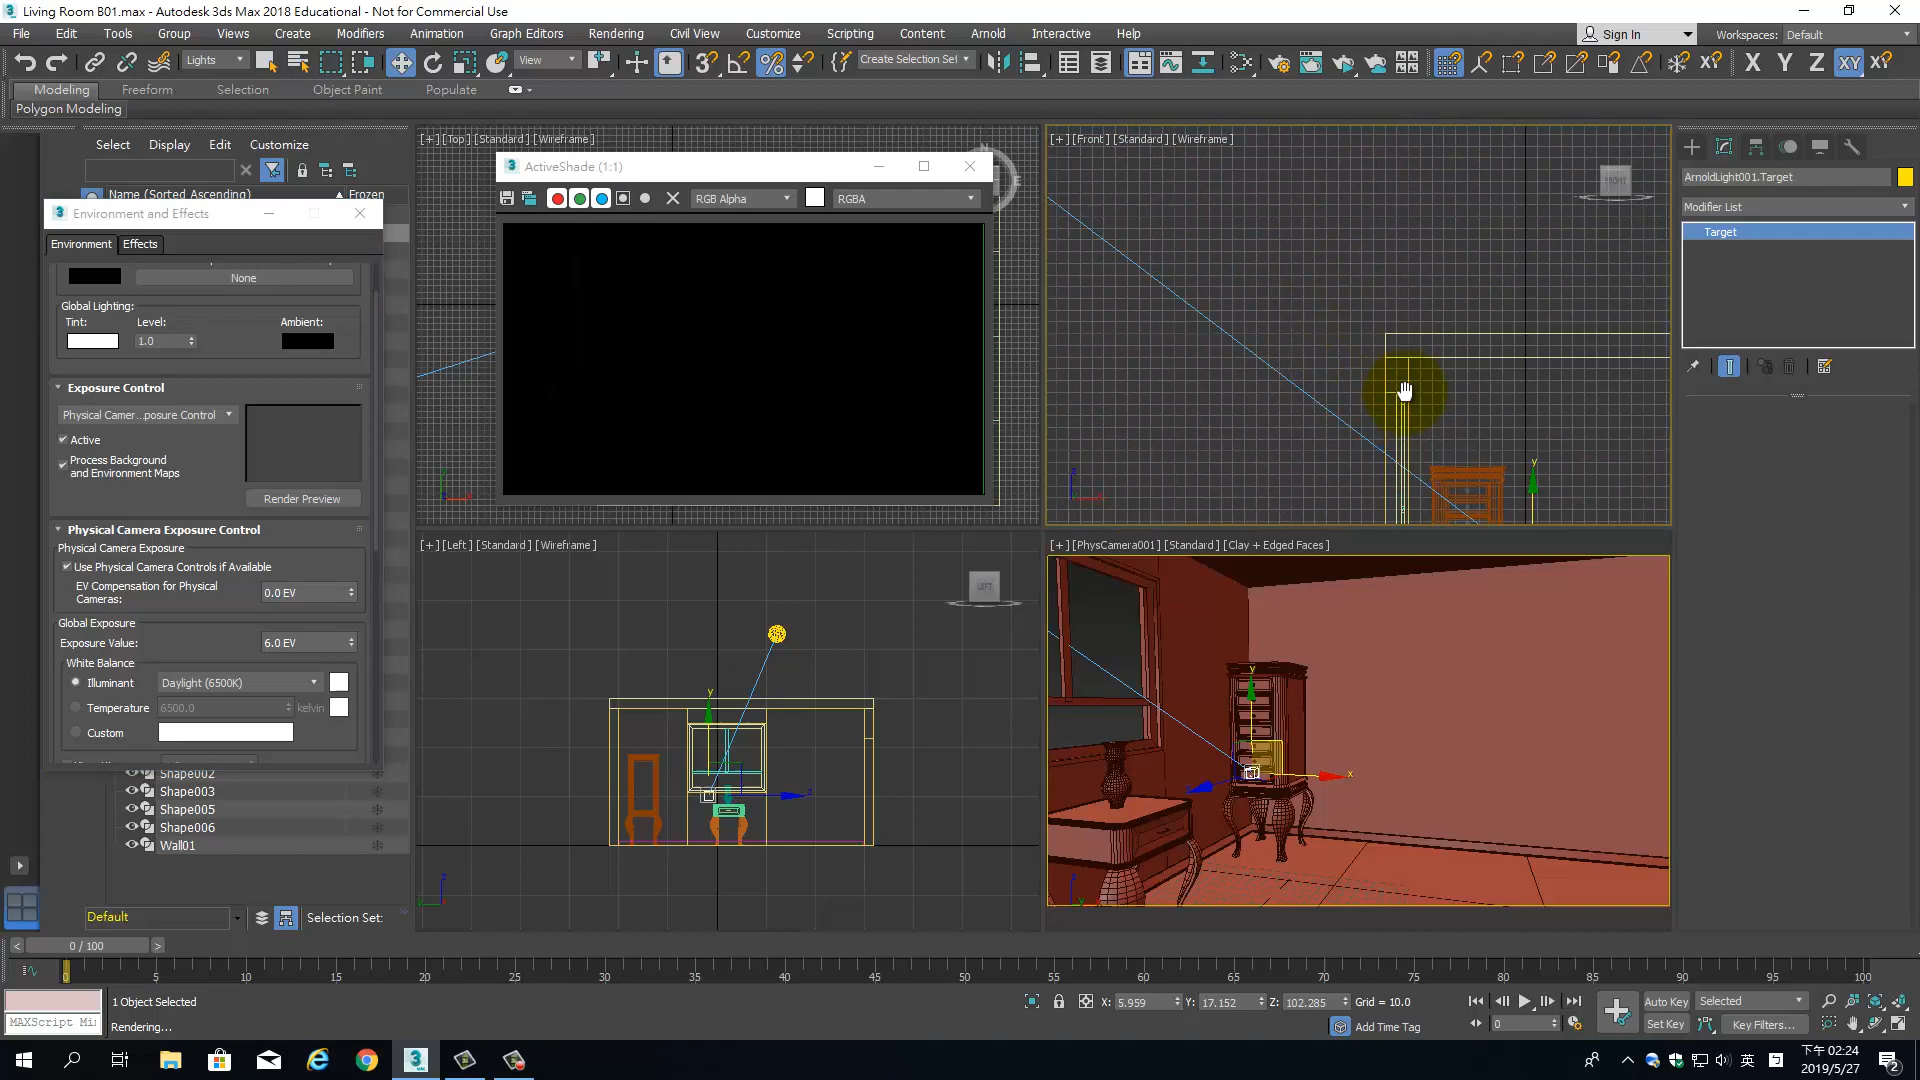 Living Room B01.max - Autodesk 3ds Max 2018 Educational - Not for Commercial Use
File Edit Tools Group Views Create Modifiers Animation Graph Editors Rendering Civil View Customize Scripting Content Arnold Interactive Help
Sign In Workspaces: Default
Lights View Create Selection Set
Modeling Freeform Selection Object Paint Populate
Polygon Modeling
Select Display Edit Customize
Name (Sorted Ascending) Frozen
Environment and Effects
Environment Effects
None
Global Lighting:
Tint: Level: Ambient:
1.0
Exposure Control
Physical Camer...posure Control
Active
Process Background
and Environment Maps
Render Preview
Physical Camera Exposure Control
Physical Camera Exposure
Use Physical Camera Controls if Available
EV Compensation for Physical
Cameras:
0.0 EV
Global Exposure
Exposure Value: 6.0 EV
White Balance
Illuminant Daylight (6500K)
Temperature 6500.0 kelvin
Custom
Shape002
Shape003
Shape005
Shape006
Wall01
Default Selection Set:
[+] [Top] [Standard] [Wireframe]
ActiveShade (1:1)
RGB Alpha RGBA
N
E
[+] [Front] [Standard] [Wireframe]
FRONT
y
z
[+] [Left] [Standard] [Wireframe]
LEFT
y
z
z
y
[+] [PhysCamera001] [Standard] [Clay + Edged Faces]
y
x
z
z
y
ArnoldLight001.Target
Modifier List
Target
0 / 100
0 5 10 15 20 25 30 35 40 45 50 55 60 65 70 75 80 85 90 95 100
1 Object Selected
MAXScript Mi
Rendering...
X: 5.959 Y: 17.152 Z: 102.285 Grid = 10.0
Add Time Tag
0
Auto Key Selected
Set Key Key Filters...
X Y Z XY
英
下午 02:24
2019/5/27
2